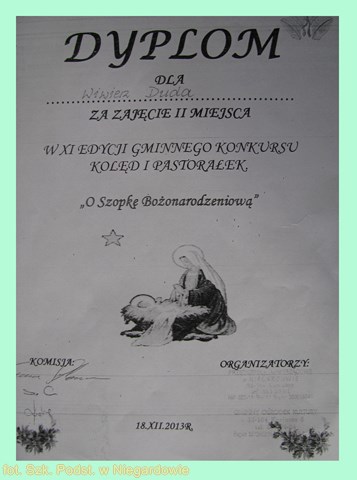 DYPLOM
DLA
Duda
ZA ZAJĘCIE II MIEJSCA
W XI EDYCJI GMINNEGO KONKURSU
KOLĘD I PASTORAŁEK.
„O Szopkę Bożonarodzeniową”
KOMISJA:
ORGANIZATORZY:
18.XII.2013R.
fot. Szk. Podst. w Niegardowie